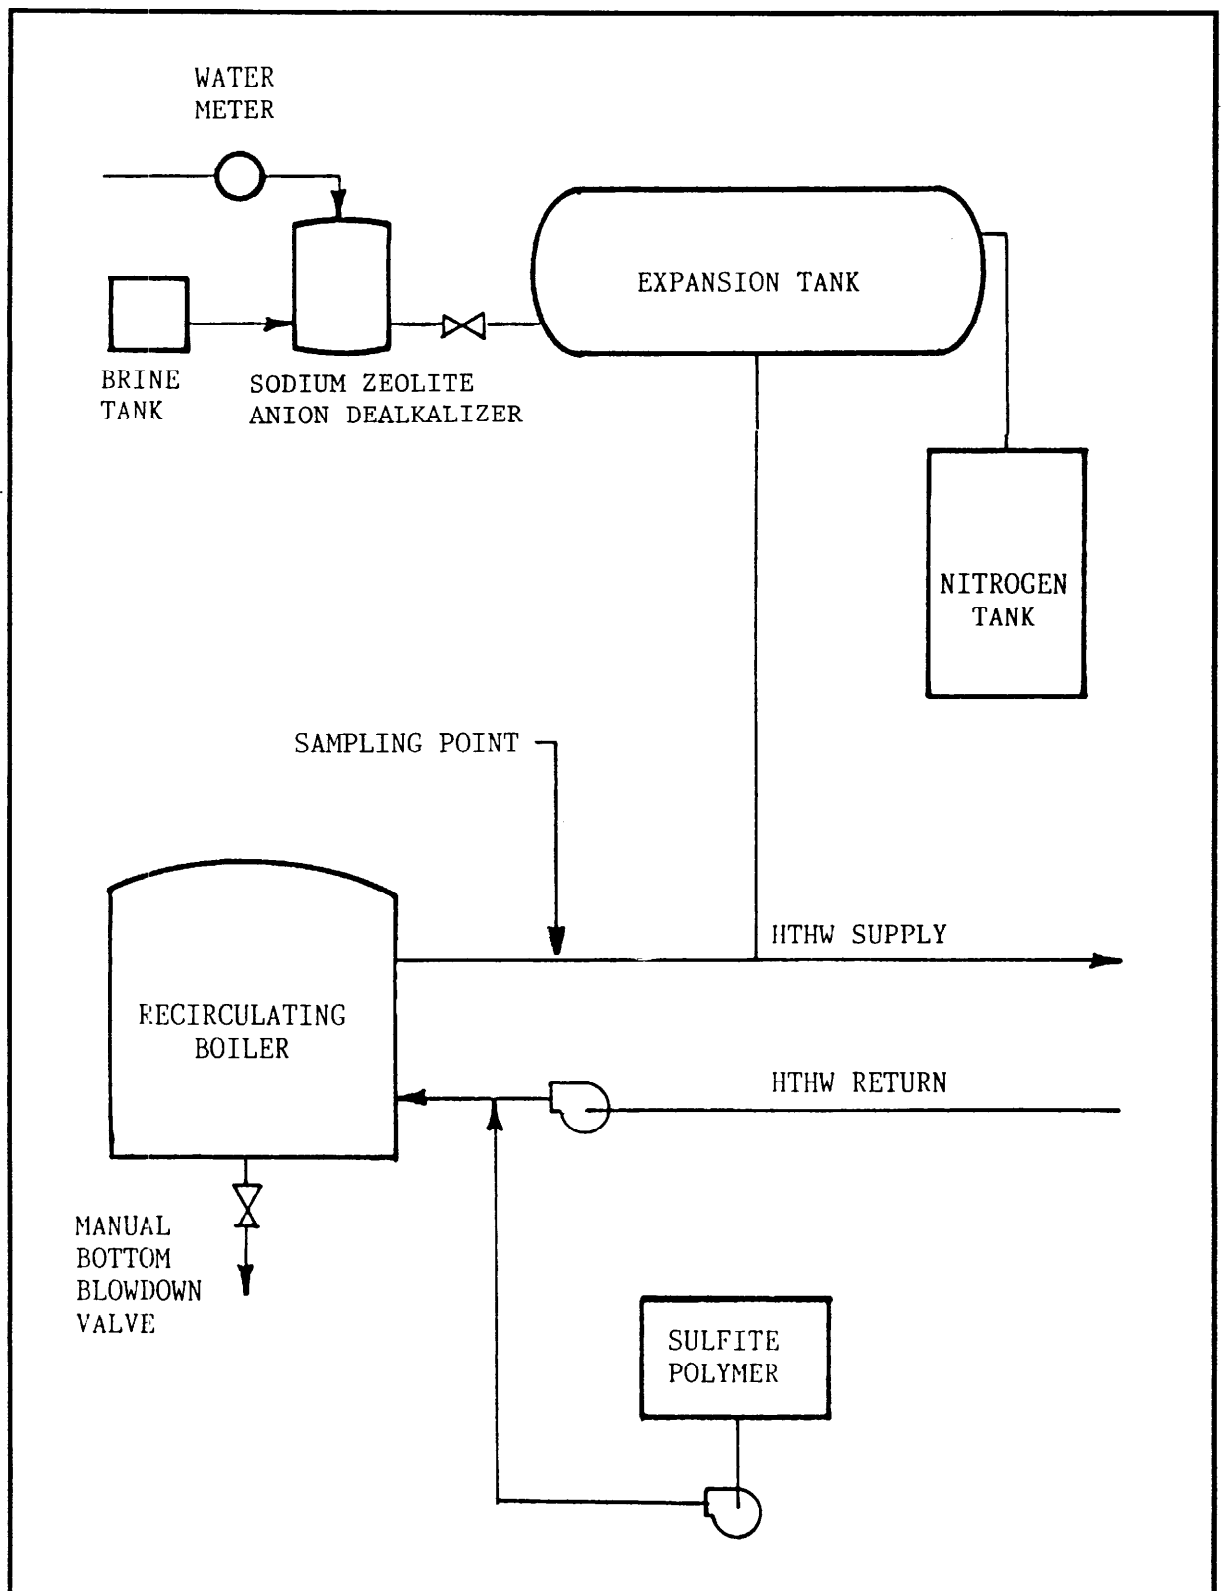 WATER
METER
EXPANSION TANK
BRINE
TANK
SODIUM ZEOLITE
ANION DEALKALIZER
NITROGEN
TANK
SAMPLING POINT
HTHW SUPPLY
RECIRCULATING
BOILER
HTHW RETURN
MANUAL
BOTTOM
BLOWDOWN
VALVE
SULFITE
POLYMER